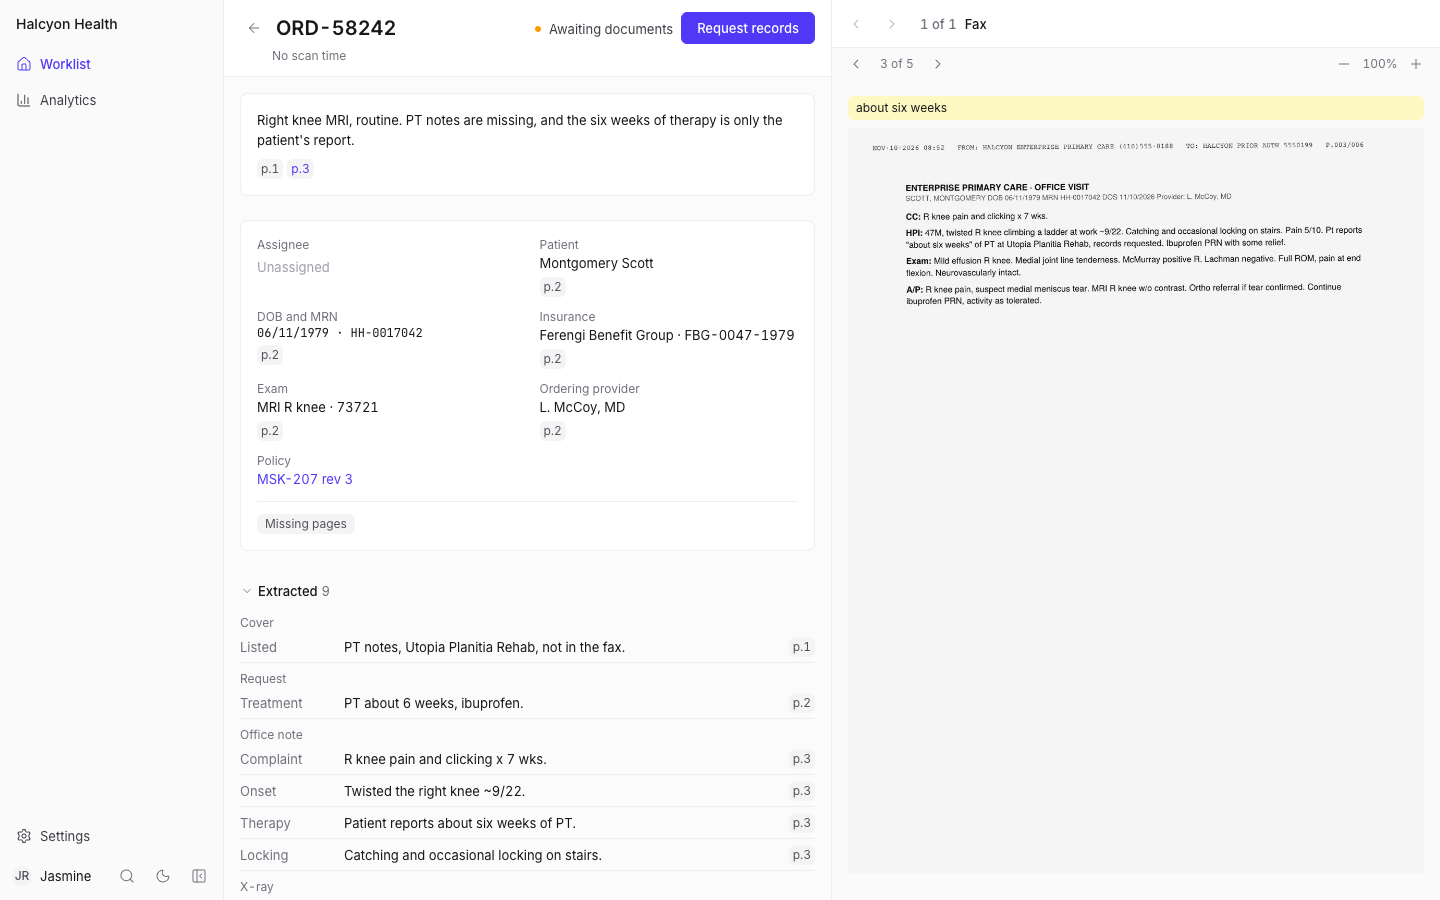 Halcyon Health
Worklist
Analytics
Settings
JR Jasmine
ORD-58242
No scan time
Awaiting documents
Request records
Right knee MRI, routine. PT notes are missing, and the six weeks of therapy is only the
patient's report.
p.1 p.3
Assignee
Unassigned
Patient
Montgomery Scott
p.2
DOB and MRN
06/11/1979 · HH-0017042
p.2
Insurance
Ferengi Benefit Group · FBG-0047-1979
p.2
Exam
MRI R knee · 73721
p.2
Ordering provider
L. McCoy, MD
p.2
Policy
MSK-207 rev 3
Missing pages
Extracted 9
Cover
Listed PT notes, Utopia Planitia Rehab, not in the fax. p.1
Request
Treatment PT about 6 weeks, ibuprofen. p.2
Office note
Complaint R knee pain and clicking x 7 wks. p.3
Onset Twisted the right knee ~9/22. p.3
Therapy Patient reports about six weeks of PT. p.3
Locking Catching and occasional locking on stairs. p.3
X-ray
1 of 1 Fax
3 of 5
100%
about six weeks
NOV-10-2026 08:52 FROM: HALCYON ENTERPRISE PRIMARY CARE (410)555-0188 TO: HALCYON PRIOR AUTH 5550199 P.003/006
ENTERPRISE PRIMARY CARE - OFFICE VISIT
SCOTT, MONTGOMERY DOB 06/11/1979 MRN HH-0017042 DOS 11/10/2026 Provider: L. McCoy, MD
CC: R knee pain and clicking x 7 wks.
HPI: 47M, twisted R knee climbing a ladder at work ~9/22. Catching and occasional locking on stairs. Pain 5/10. Pt reports
"about six weeks" of PT at Utopia Planitia Rehab, records requested. Ibuprofen PRN with some relief.
Exam: Mild effusion R knee. Medial joint line tenderness. McMurray positive R. Lachman negative. Full ROM, pain at end
flexion. Neurovascularly intact.
A/P: R knee pain, suspect medial meniscus tear. MRI R knee w/o contrast. Ortho referral if tear confirmed. Continue
ibuprofen PRN, activity as tolerated.